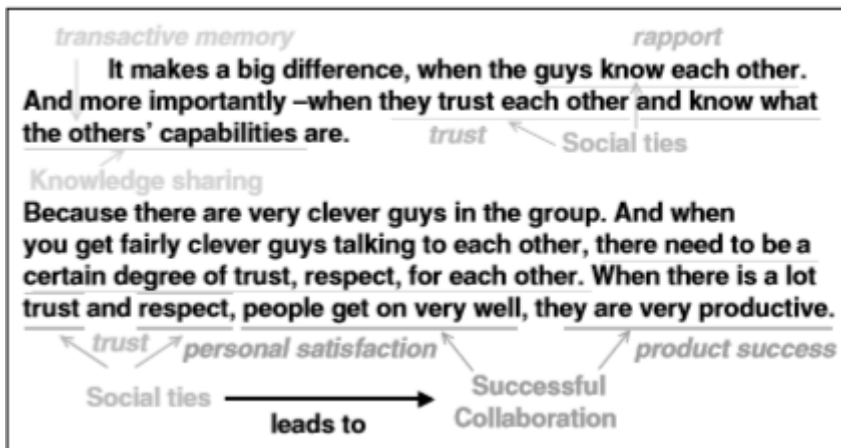 transactive memory rapport
It makes a big difference, when the guys know each other.
And more importantly –when they trust each other and know what
the others' capabilities are. trust Social ties
Knowledge sharing
Because there are very clever guys in the group. And when
you get fairly clever guys talking to each other, there need to be a
certain degree of trust, respect, for each other. When there is a lot
trust and respect, people get on very well, they are very productive.
trust personal satisfaction product success
Social ties Successful
leads to Collaboration